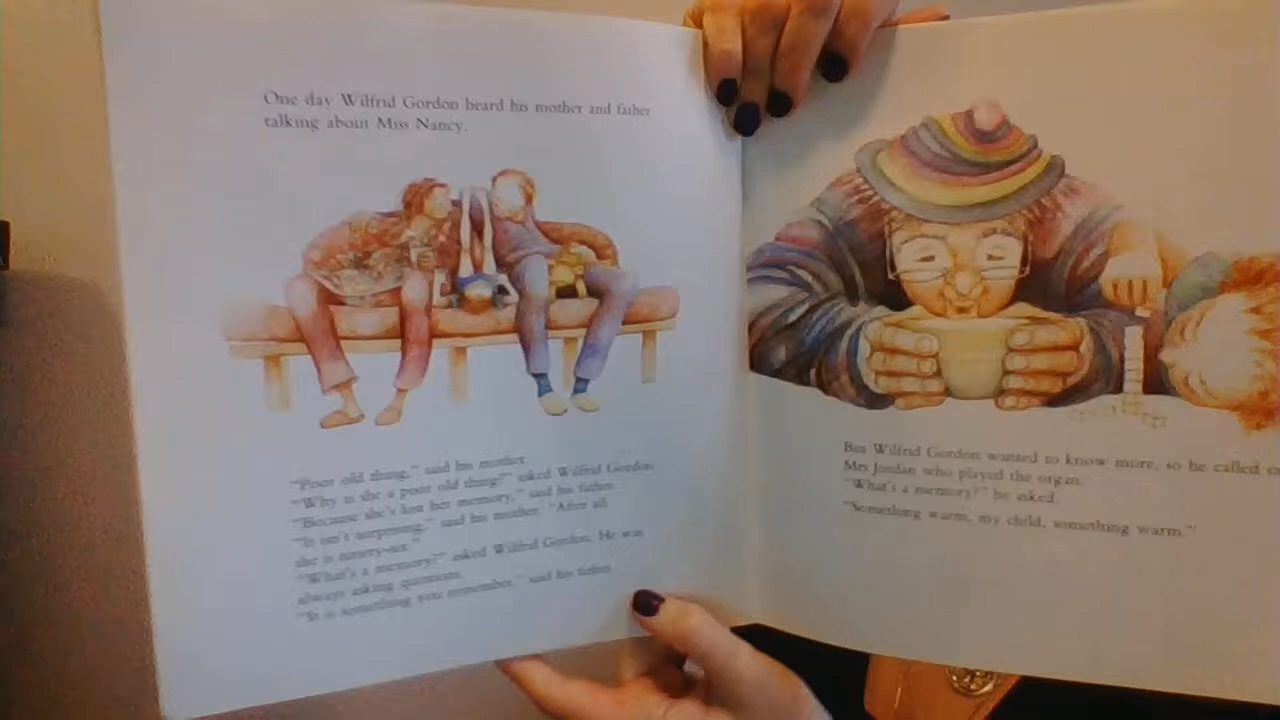 One day Wilfrid Gordon heard his mother and father
talking about Miss Nancy.
"Poor old thing," said his mother.
"Why is she a poor old thing?" asked Wilfrid Gordon.
"Because she's lost her memory," said his father.
"It isn't surprising," said his mother. "After all,
she is ninety-six."
"What's a memory?" asked Wilfrid Gordon. He was
always asking questions.
"It is something you remember," said his father.
But Wilfrid Gordon wanted to know more, so he called
Mrs Jordan who played the organ.
"What's a memory?" he asked.
"Something warm, my child, something warm."